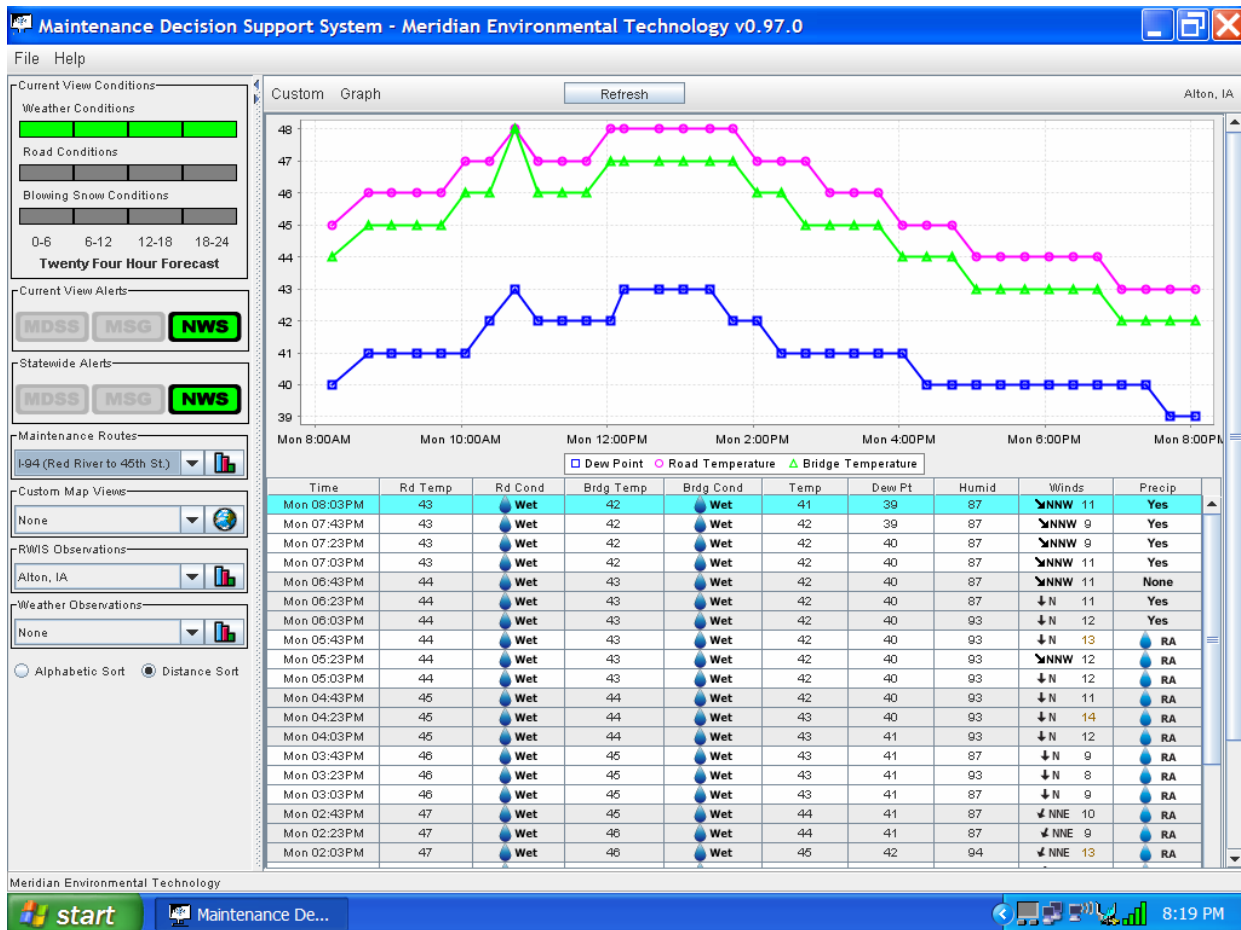 Maintenance Decision Support System - Meridian Environmental Technology v0.97.0
File Help
Current View Conditions
Weather Conditions
Road Conditions
Blowing Snow Conditions
0-6 6-12 12-18 18-24
Twenty Four Hour Forecast
Current View Alerts
MDSS MSG NWS
Statewide Alerts
MDSS MSG NWS
Maintenance Routes
I-94 (Red River to 45th St.)
Custom Map Views
None
RWIS Observations
Alton, IA
Weather Observations
None
Alphabetic Sort Distance Sort
Custom Graph Refresh Alton, IA
48
47
46
45
44
43
42
41
40
39
Mon 8:00AM Mon 10:00AM Mon 12:00PM Mon 2:00PM Mon 4:00PM Mon 6:00PM Mon 8:00PM
Dew Point Road Temperature Bridge Temperature
Time Rd Temp Rd Cond Brdg Temp Brdg Cond Temp Dew Pt Humid Winds Precip
Mon 08:03PM 43 Wet 42 Wet 41 39 87 NNW 11 Yes
Mon 07:43PM 43 Wet 42 Wet 42 39 87 NNW 9 Yes
Mon 07:23PM 43 Wet 42 Wet 42 40 87 NNW 9 Yes
Mon 07:03PM 43 Wet 42 Wet 42 40 87 NNW 11 Yes
Mon 06:43PM 44 Wet 43 Wet 42 40 87 NNW 11 None
Mon 06:23PM 44 Wet 43 Wet 42 40 87 N 11 Yes
Mon 06:03PM 44 Wet 43 Wet 42 40 93 N 12 Yes
Mon 05:43PM 44 Wet 43 Wet 42 40 93 N 13 RA
Mon 05:23PM 44 Wet 43 Wet 42 40 93 NNW 12 RA
Mon 05:03PM 44 Wet 43 Wet 42 40 93 N 12 RA
Mon 04:43PM 45 Wet 44 Wet 42 40 93 N 11 RA
Mon 04:23PM 45 Wet 44 Wet 43 40 93 N 14 RA
Mon 04:03PM 45 Wet 44 Wet 43 41 93 N 12 RA
Mon 03:43PM 46 Wet 45 Wet 43 41 87 N 9 RA
Mon 03:23PM 46 Wet 45 Wet 43 41 93 N 8 RA
Mon 03:03PM 46 Wet 45 Wet 43 41 93 N 9 RA
Mon 02:43PM 47 Wet 45 Wet 44 41 87 NNE 10 RA
Mon 02:23PM 47 Wet 46 Wet 44 41 87 NNE 9 RA
Mon 02:03PM 47 Wet 46 Wet 45 42 94 NNE 13 RA
Meridian Environmental Technology
start Maintenance De... 8:19 PM